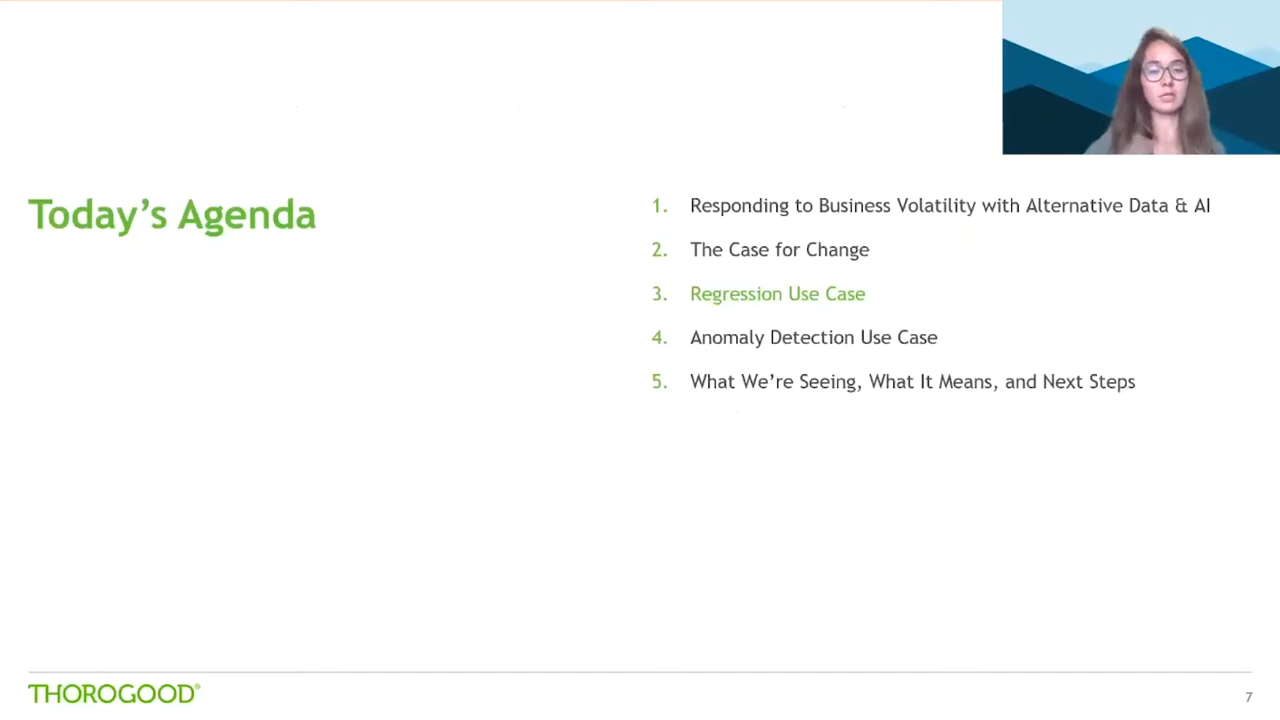 Today’s Agenda
1. Responding to Business Volatility with Alternative Data & AI
2. The Case for Change
3. Regression Use Case
4. Anomaly Detection Use Case
5. What We’re Seeing, What It Means, and Next Steps
THOROGOOD®
7